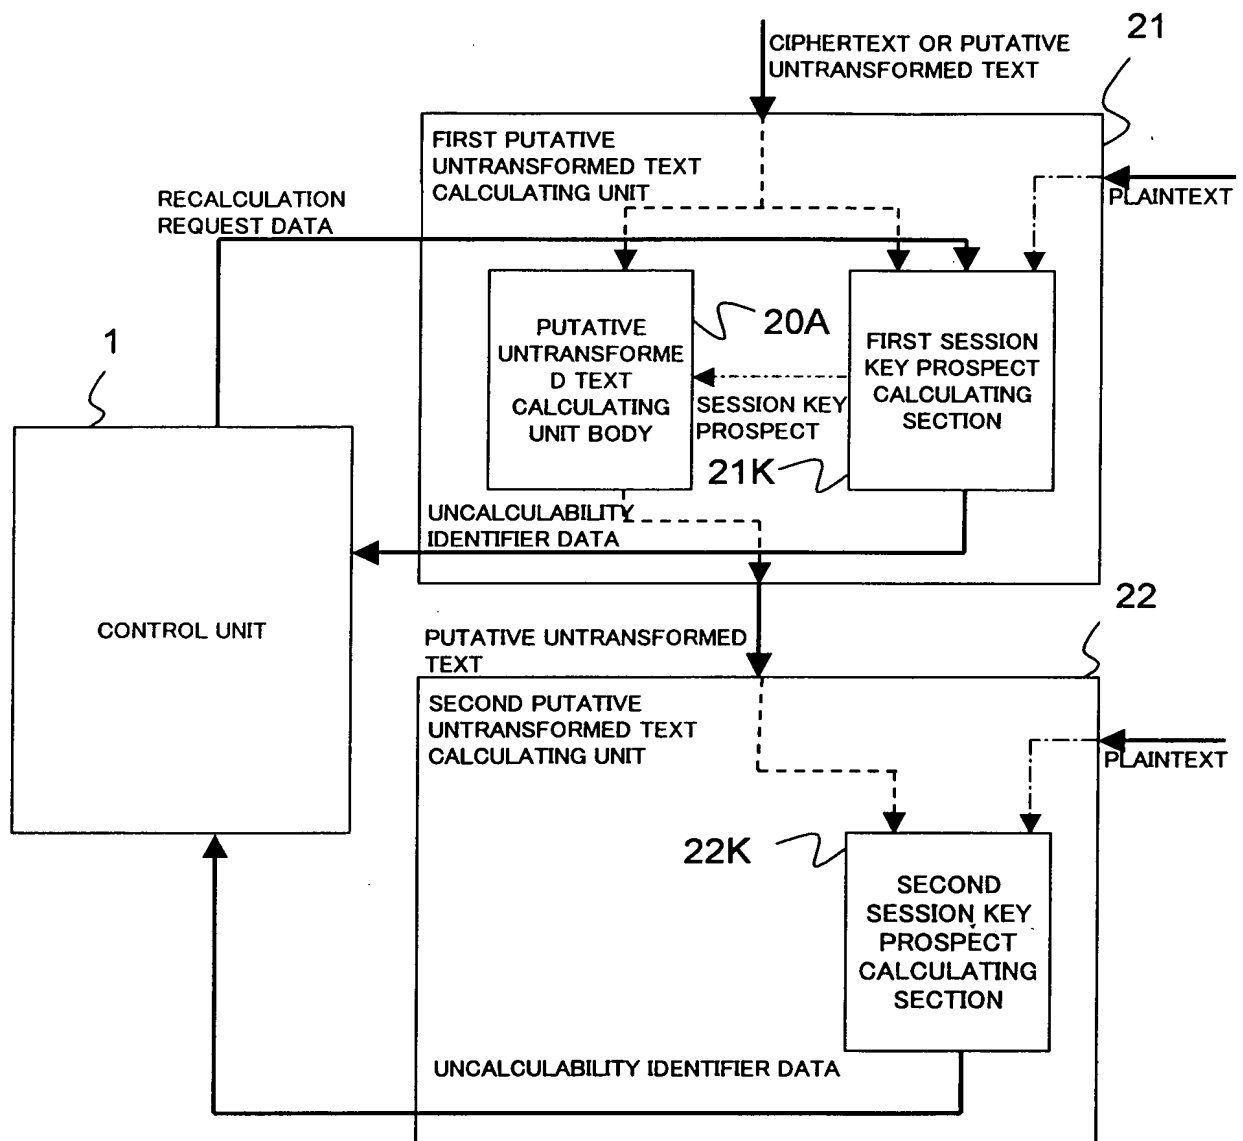 21
CIPHERTEXT OR PUTATIVE
UNTRANSFORMED TEXT
FIRST PUTATIVE
UNTRANSFORMED TEXT
CALCULATING UNIT
PLAINTEXT
RECALCULATION
REQUEST DATA
1
PUTATIVE
UNTRANSFORME
D TEXT
CALCULATING
UNIT BODY
20A
FIRST SESSION
KEY PROSPECT
CALCULATING
SECTION
SESSION KEY
PROSPECT
21K
UNCALCULABILITY
IDENTIFIER DATA
CONTROL UNIT
22
PUTATIVE UNTRANSFORMED
TEXT
SECOND PUTATIVE
UNTRANSFORMED TEXT
CALCULATING UNIT
PLAINTEXT
22K
SECOND
SESSION KEY
PROSPECT
CALCULATING
SECTION
UNCALCULABILITY IDENTIFIER DATA